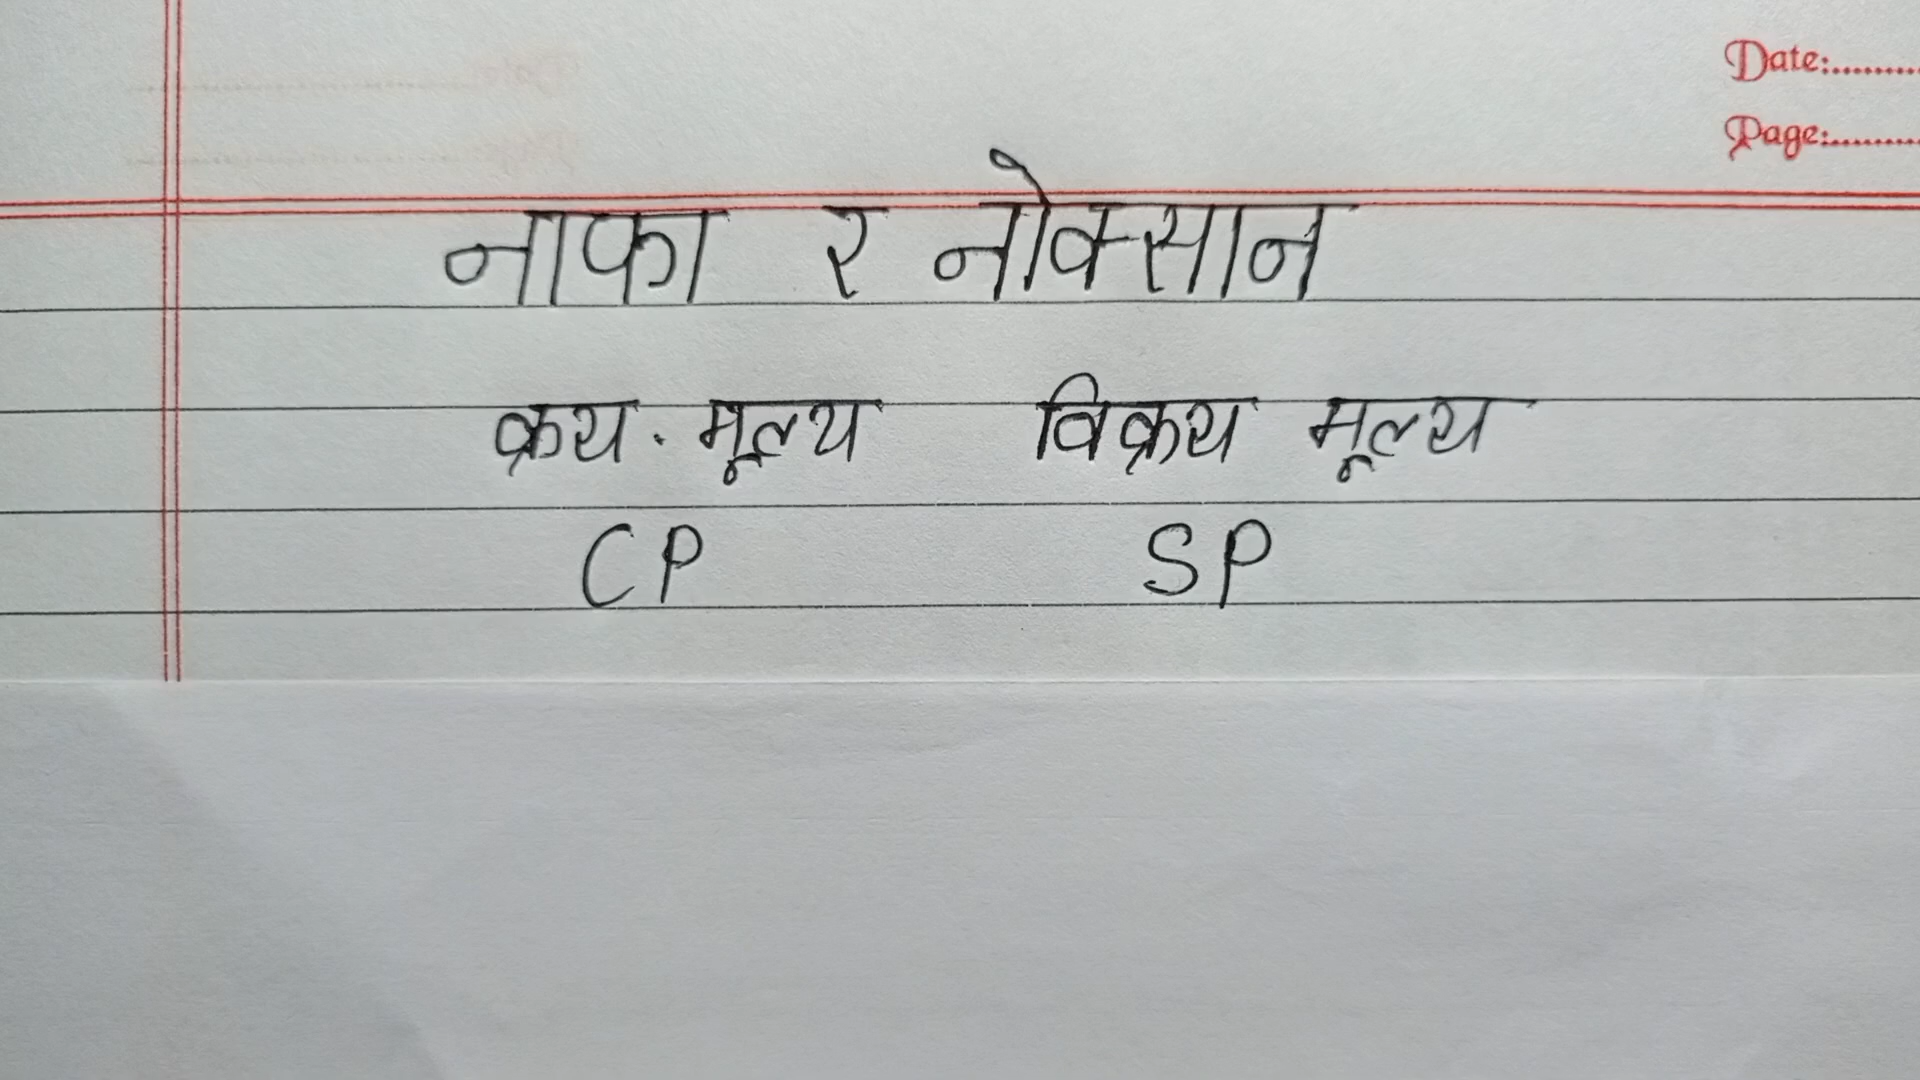 Date:.........
Page:.........
नाफा र नोक्सान
क्रय. मूल्य विक्रय मूल्य
CP SP